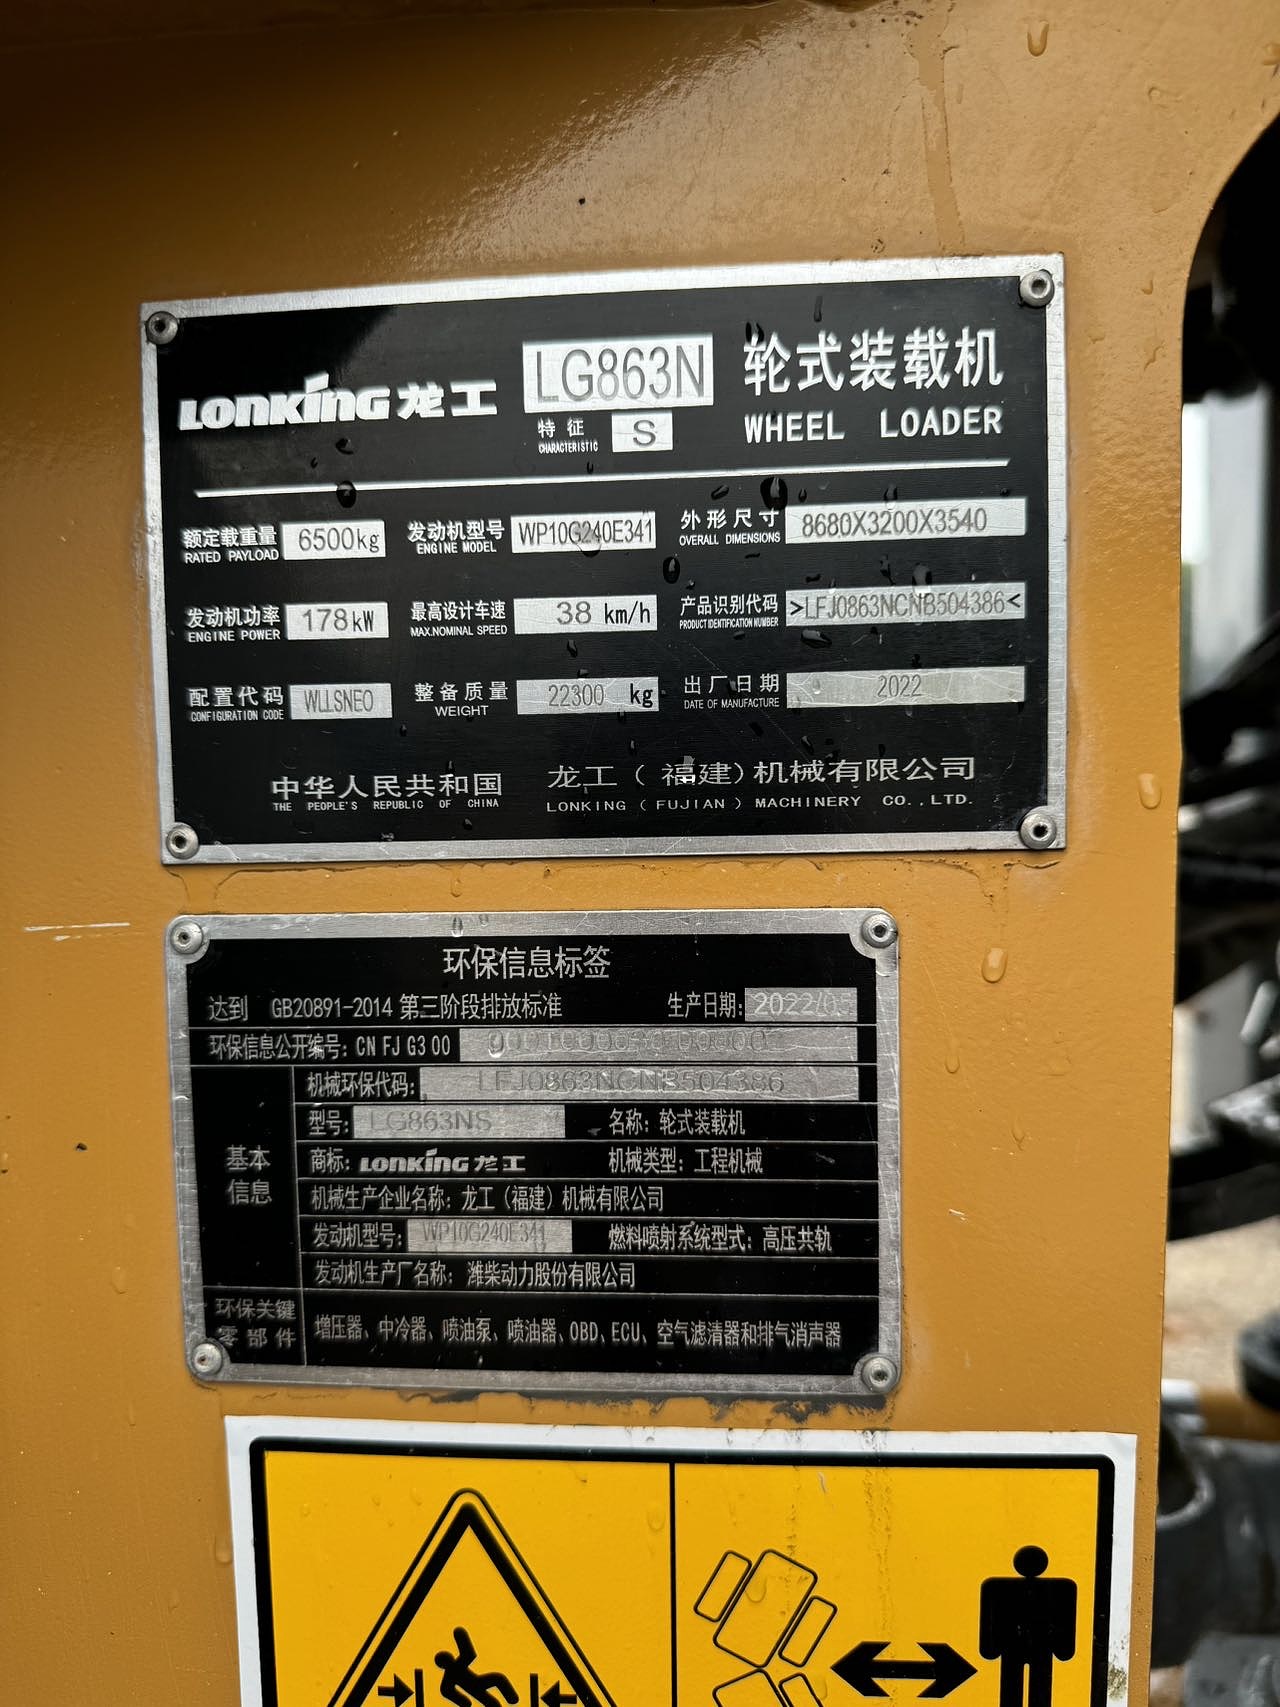 LONKING 龙工 LG863N 轮式装载机
特征 CHARACTERISTIC S WHEEL LOADER
额定载重量 RATED PAYLOAD 6500kg 发动机型号 ENGINE MODEL WP10G240E341 外形尺寸 OVERALL DIMENSIONS 8680X3200X3540
发动机功率 ENGINE POWER 178kW 最高设计车速 MAX.NOMINAL SPEED 38 km/h 产品识别代码 PRODUCT IDENTIFICATION NUMBER >LFJ0863NCNB504386<
配置代码 CONFIGURATION CODE WLLSNEO 整备质量 WEIGHT 22300 kg 出厂日期 DATE OF MANUFACTURE 2022
中华人民共和国 龙工（福建）机械有限公司
THE PEOPLE'S REPUBLIC OF CHINA LONKING ( FUJIAN ) MACHINERY CO.,LTD.
环保信息标签
达到 GB20891-2014 第三阶段排放标准 生产日期: 2022/05
环保信息公开编号: CN FJ G3 00
机械环保代码: LFJ0863NCNB504386
型号: LG863NS 名称: 轮式装载机
基本信息
商标: LONKING 龙工 机械类型: 工程机械
机械生产企业名称: 龙工（福建）机械有限公司
发动机型号: WP10G240E341 燃料喷射系统型式: 高压共轨
发动机生产厂名称: 潍柴动力股份有限公司
环保关键零部件 增压器、中冷器、喷油泵、喷油器、OBD、ECU、空气滤清器和排气消声器